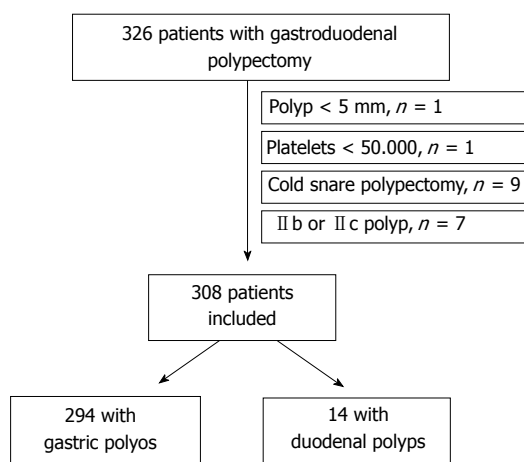 326 patients with gastroduodenal
polypectomy
Polyp < 5 mm, n = 1
Platelets < 50.000, n = 1
Cold snare polypectomy, n = 9
Ⅱb or Ⅱc polyp, n = 7
308 patients
included
294 with
gastric polyos
14 with
duodenal polyps